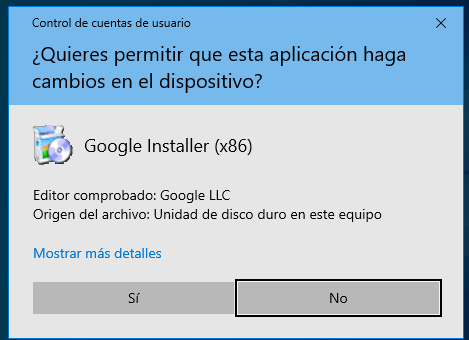 Control de cuentas de usuario
¿Quieres permitir que esta aplicación haga
cambios en el dispositivo?
Google Installer (x86)
Editor comprobado: Google LLC
Origen del archivo: Unidad de disco duro en este equipo
Mostrar más detalles
Sí
No